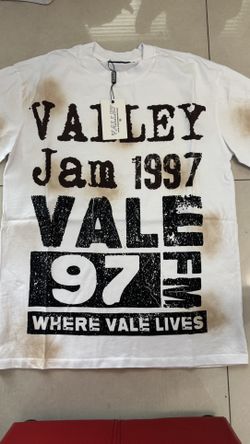 VALLEY
Jam 1997
VALE FM
97
WHERE VALE LIVES